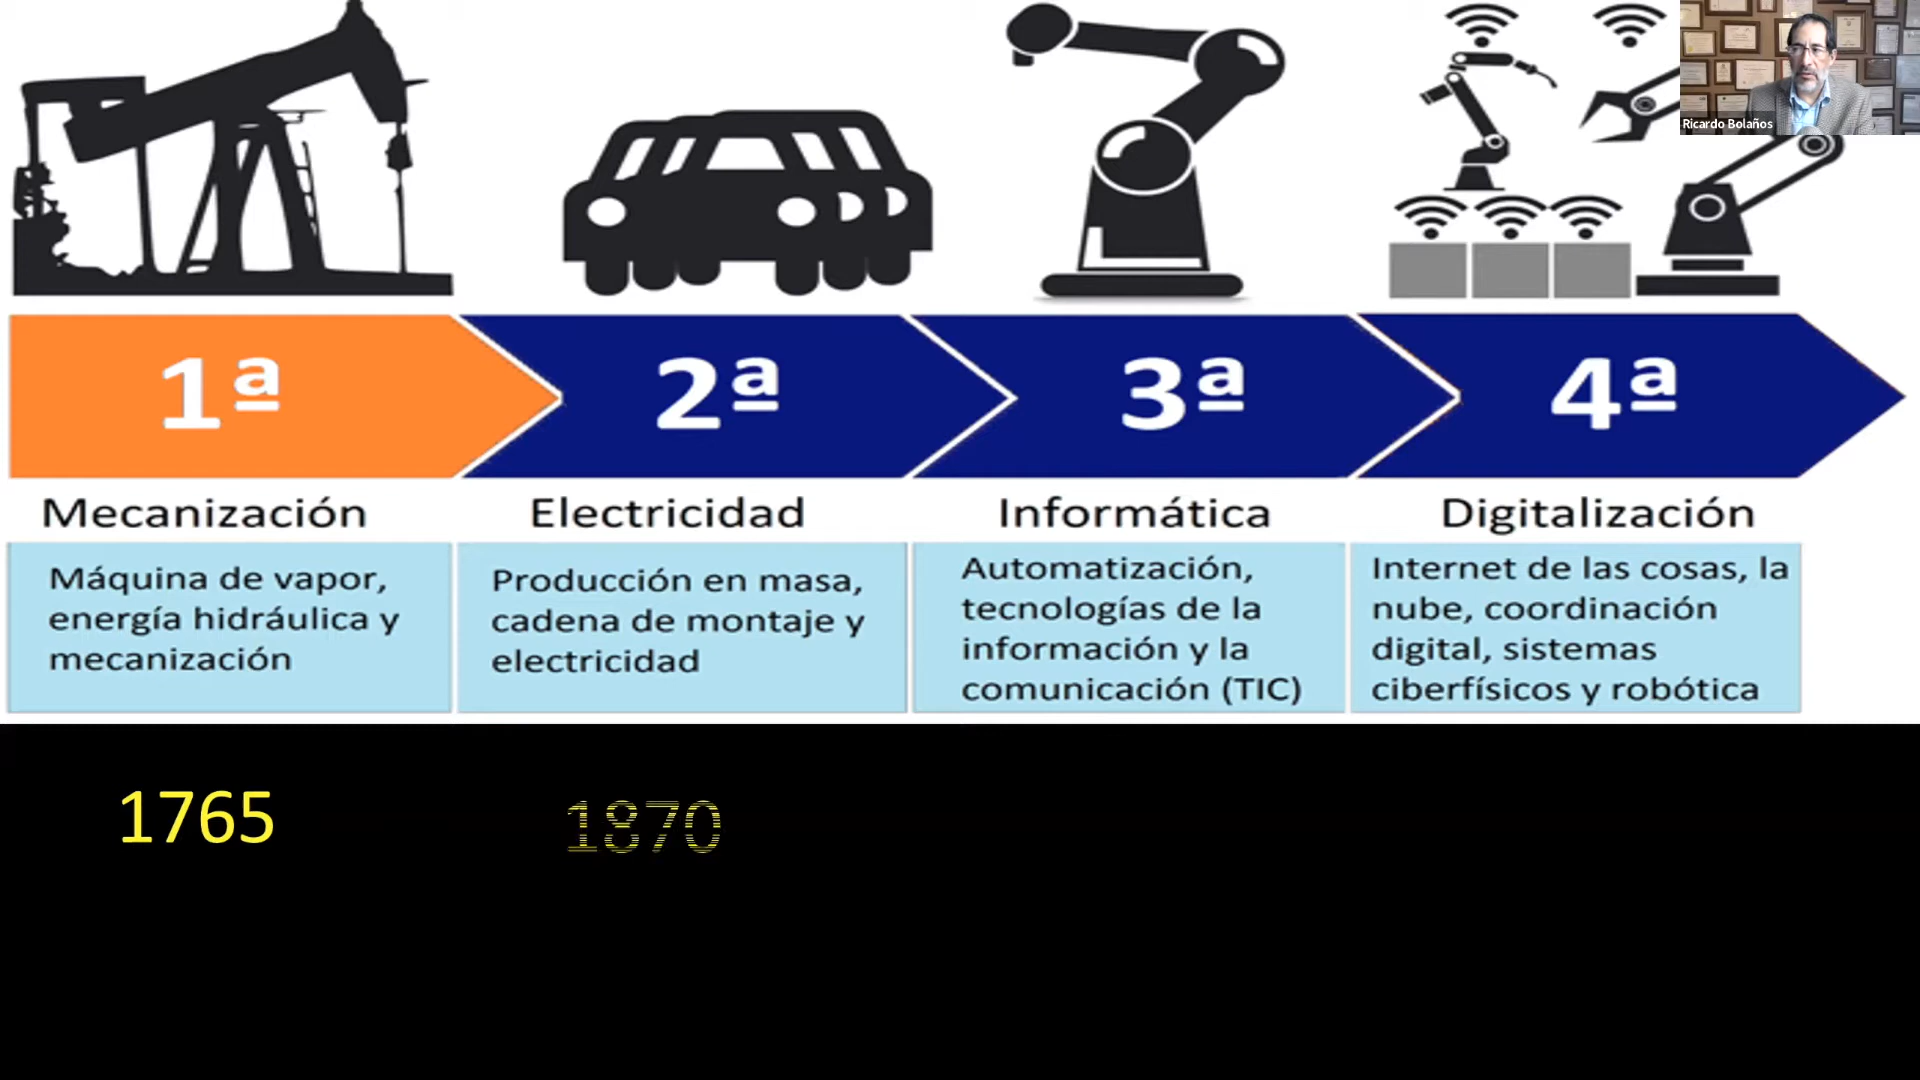 Ricardo Bolaños
1ª
2ª
3ª
4ª
Mecanización
Electricidad
Informática
Digitalización
Máquina de vapor,
energía hidráulica y
mecanización
Producción en masa,
cadena de montaje y
electricidad
Automatización,
tecnologías de la
información y la
comunicación (TIC)
Internet de las cosas, la
nube, coordinación
digital, sistemas
ciberfísicos y robótica
1765
1870